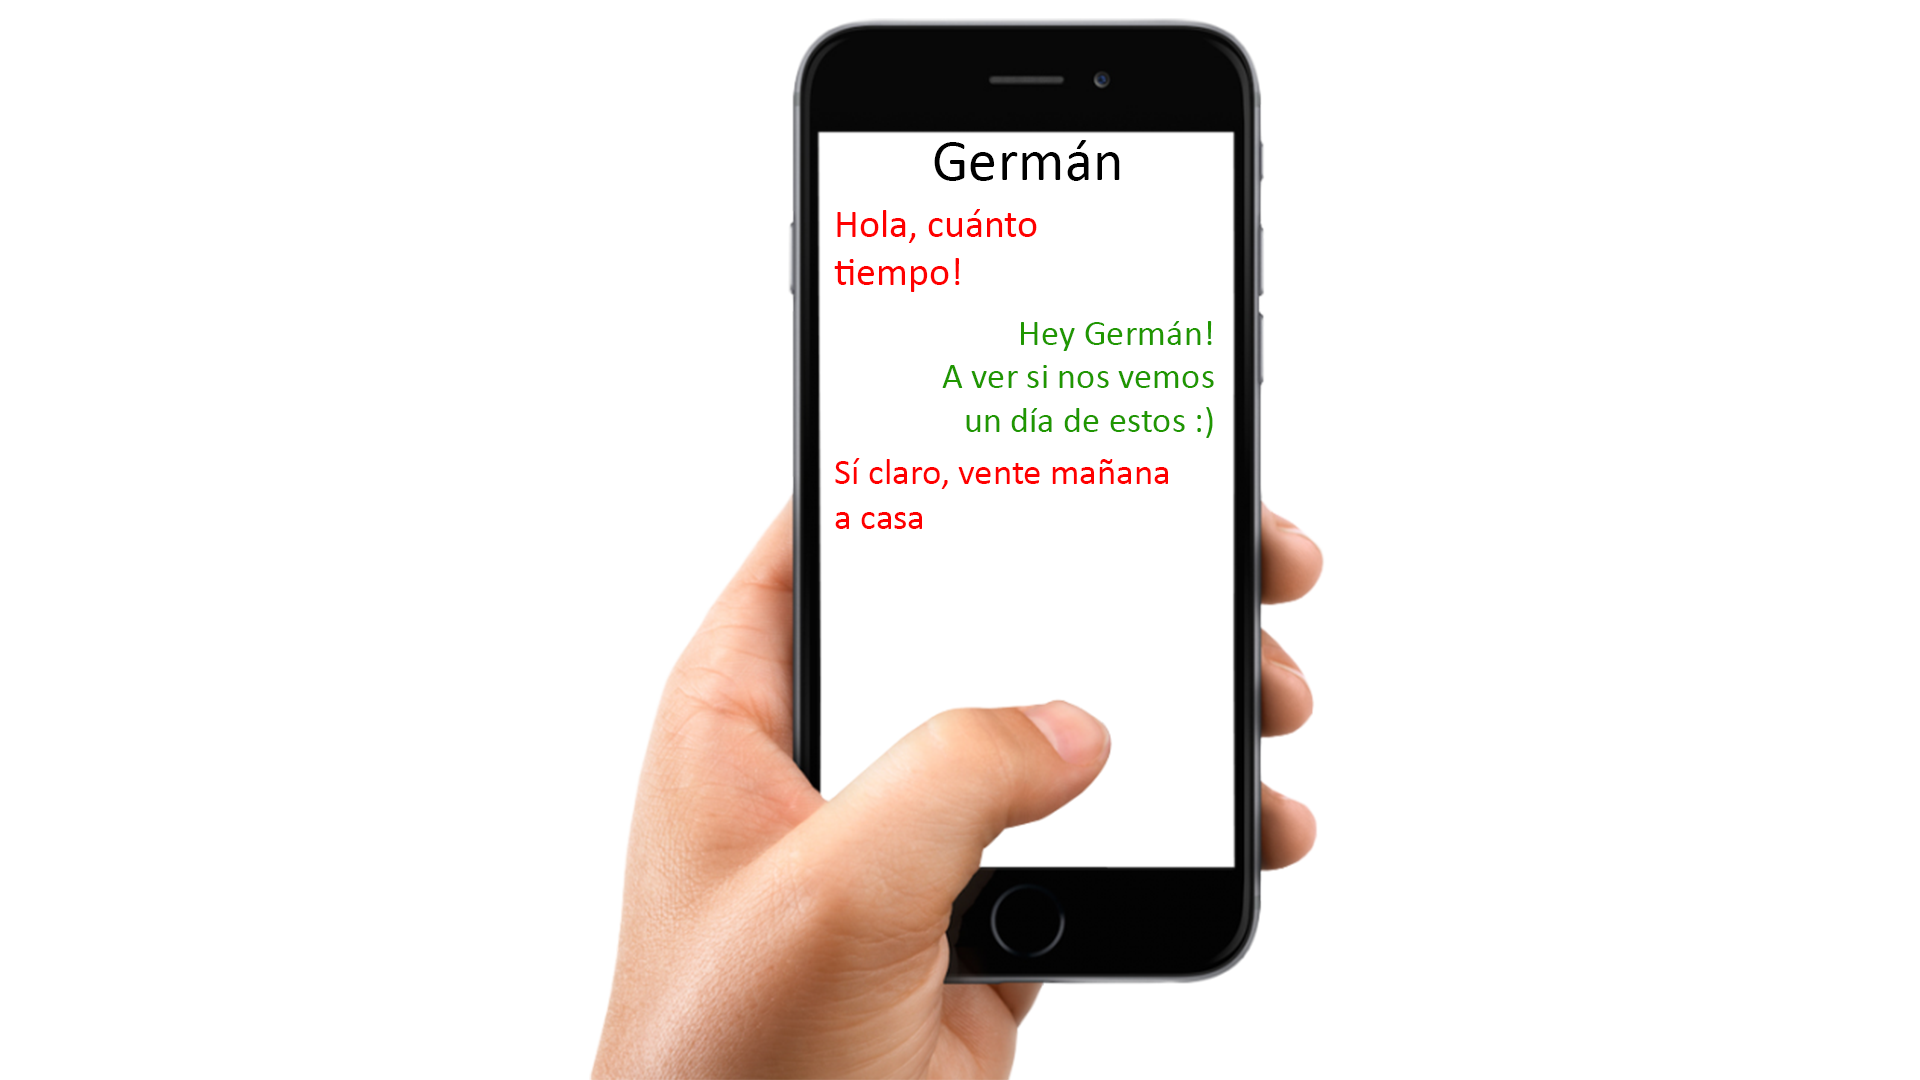 Germán
Hola, cuánto
tiempo!
Hey Germán!
A ver si nos vemos
un día de estos :)
Sí claro, vente mañana
a casa